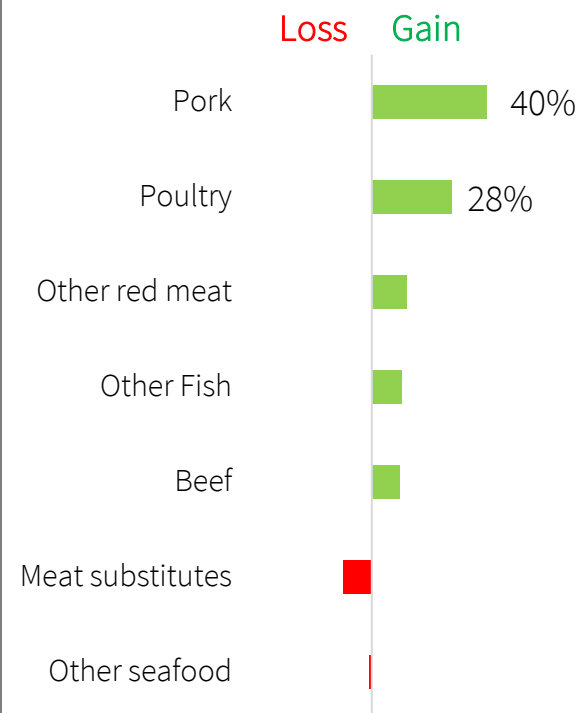 Loss Gain
Pork 40%
Poultry 28%
Other red meat
Other Fish
Beef
Meat substitutes
Other seafood